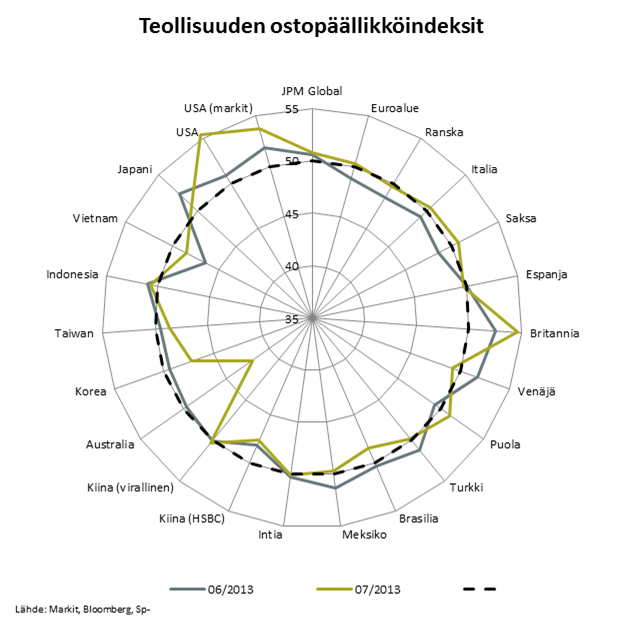 Teollisuuden ostopäällikköindeksit
JPM Global
Euroalue
Ranska
Italia
Saksa
Espanja
Britannia
Venäjä
Puola
Turkki
Brasilia
Meksiko
Intia
Kiina (HSBC)
Kiina (virallinen)
Australia
Korea
Taiwan
Indonesia
Vietnam
Japani
USA
USA (markit)
55
50
45
40
35
06/2013
07/2013
Lähde: Markit, Bloomberg, Sp-